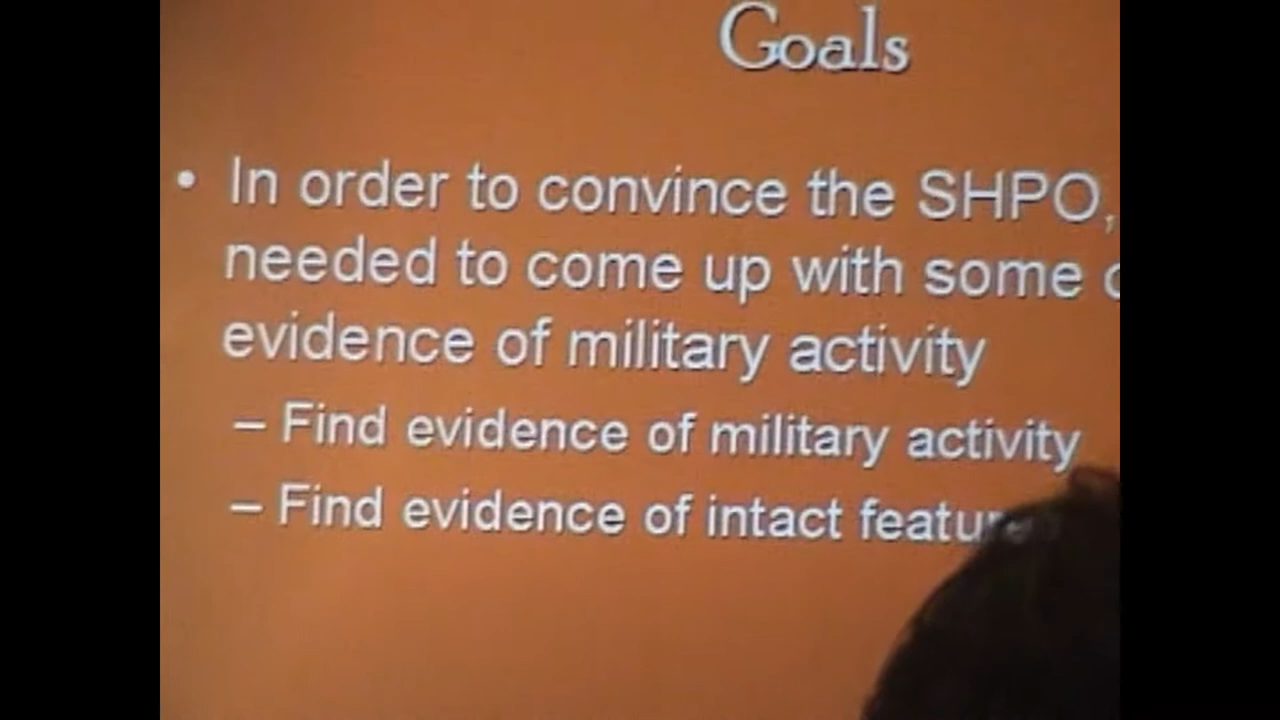 Goals
• In order to convince the SHPO,
needed to come up with some
evidence of military activity
– Find evidence of military activity
– Find evidence of intact